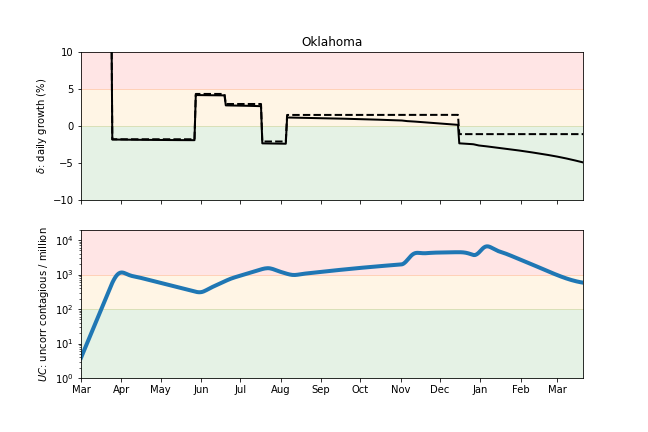 Oklahoma
δ: daily growth (%)
10
5
0
−5
−10
UC: uncorr contagious / million
10⁴
10³
10²
10¹
10⁰
Mar Apr May Jun Jul Aug Sep Oct Nov Dec Jan Feb Mar